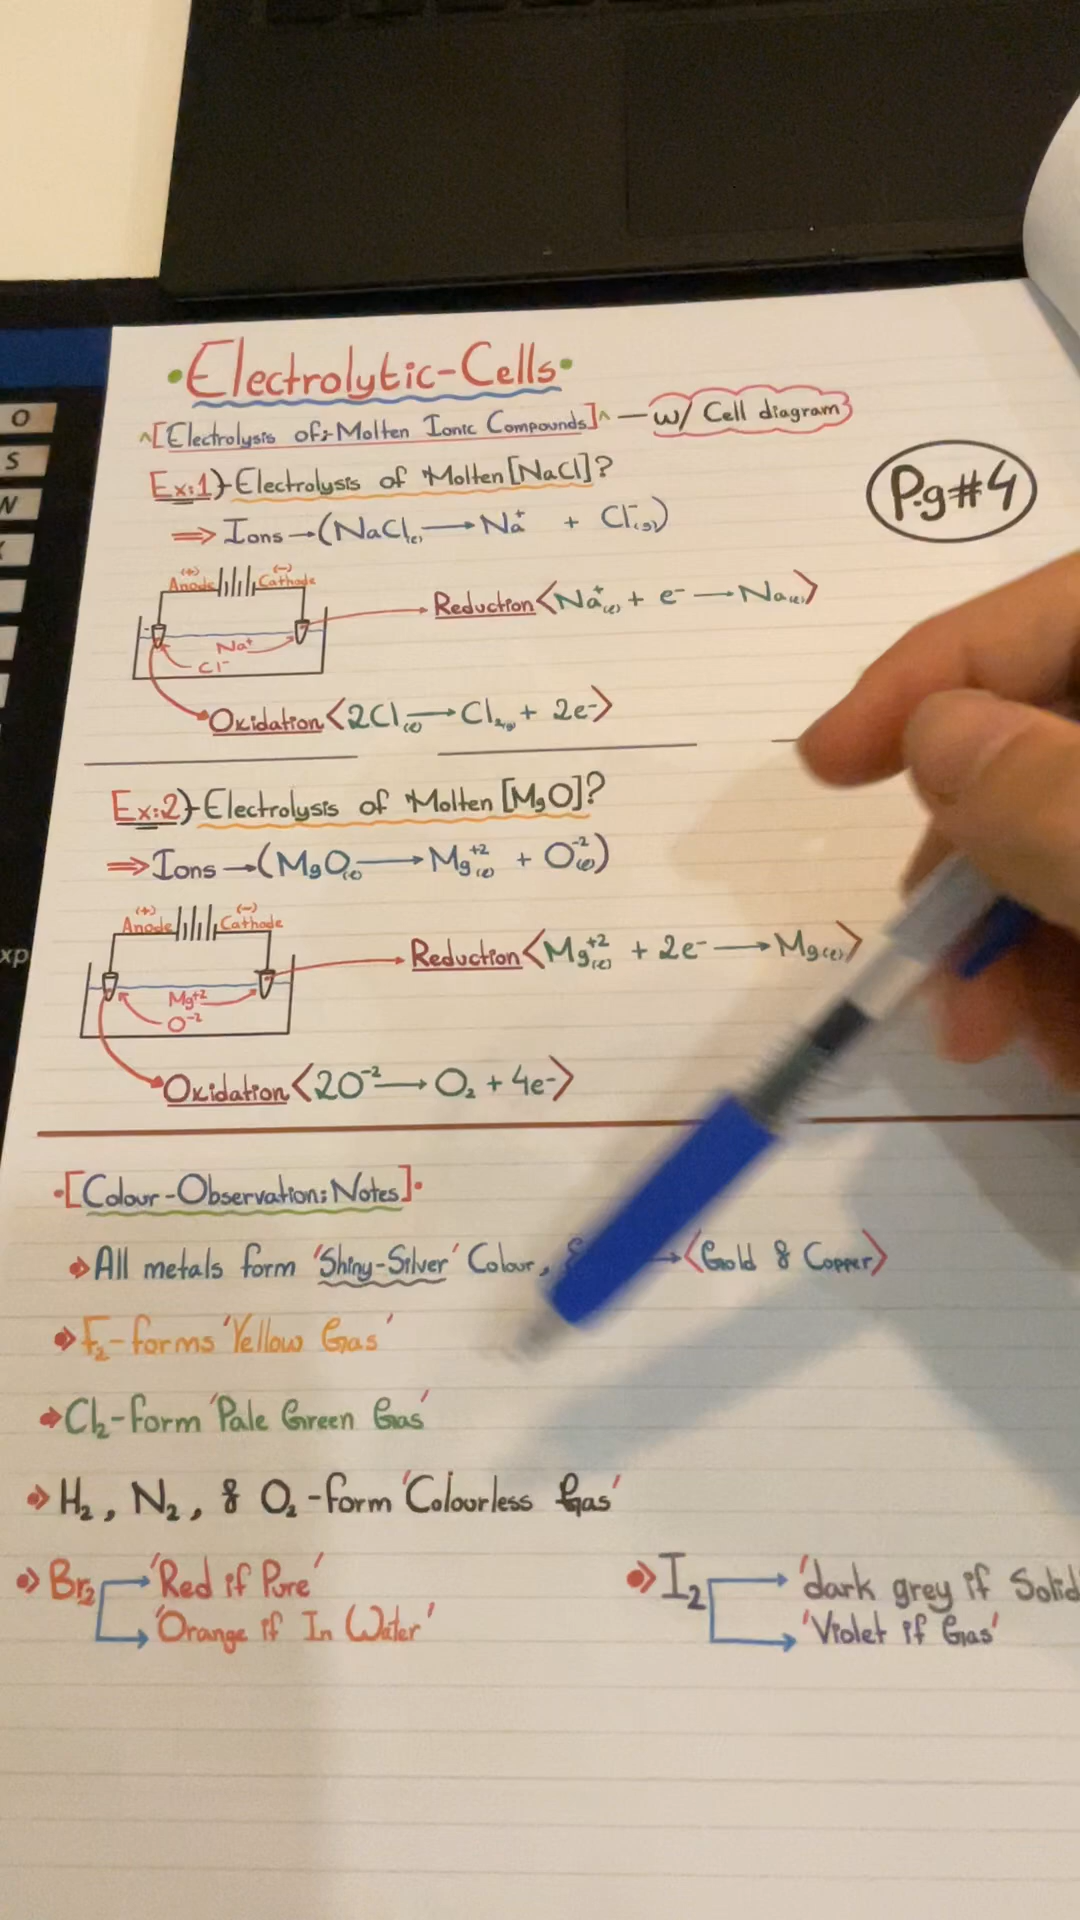 •Electrolytic-Cells•
^[Electrolysis of:-Molten Ionic Compounds]^ — w/ Cell diagram
P.g#4
Ex:1)-Electrolysis of Molten [NaCl]?
⇒ Ions→(NaCl(l) → Na⁺ + Cl⁻(g))
(+) (-)
Anode Cathode
Reduction<Na⁺(l) + e⁻ → Na(l)>
Na⁺
Cl⁻
Oxidation<2Cl⁻(l) → Cl₂(g) + 2e->
Ex:2)-Electrolysis of Molten [MgO]?
⇒ Ions→(MgO(l) → Mg⁺²(l) + O⁻²(l))
(+) (-)
Anode Cathode
Reduction<Mg⁺²(l) + 2e⁻ → Mg(l)>
Mg⁺²
O⁻²
Oxidation<2O⁻² → O₂ + 4e->
•[Colour-Observation: Notes]•
All metals form 'Shiny-Silver' Colour, → <Gold & Copper>
F₂-forms 'Yellow Gas'
Cl₂-form 'Pale Green Gas'
H₂, N₂, & O₂-form 'Colourless Gas'
Br₂ → 'Red if Pure'
→ 'Orange if In Water'
I₂ → 'dark grey if Solid
→ 'Violet if Gas'
O
S
N
xp